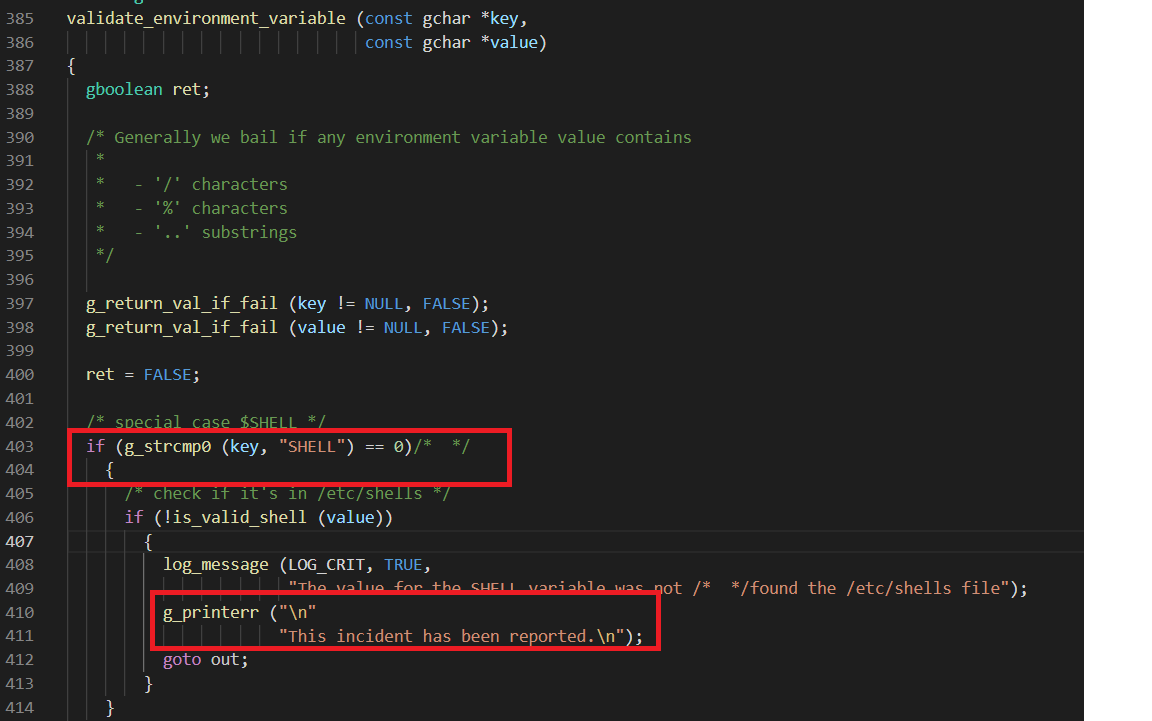 385 validate_environment_variable (const gchar *key,
386 const gchar *value)
387 {
388 gboolean ret;
389
390 /* Generally we bail if any environment variable value contains
391 *
392 * - '/' characters
393 * - '%' characters
394 * - '..' substrings
395 */
396
397 g_return_val_if_fail (key != NULL, FALSE);
398 g_return_val_if_fail (value != NULL, FALSE);
399
400 ret = FALSE;
401
402 /* special case $SHELL */
403 if (g_strcmp0 (key, "SHELL") == 0)/*  */
404 {
405 /* check if it's in /etc/shells */
406 if (!is_valid_shell (value))
407 {
408 log_message (LOG_CRIT, TRUE,
409 "The value for the SHELL variable was not /*  */found the /etc/shells file");
410 g_printerr ("\n"
411 "This incident has been reported.\n");
412 goto out;
413 }
414 }